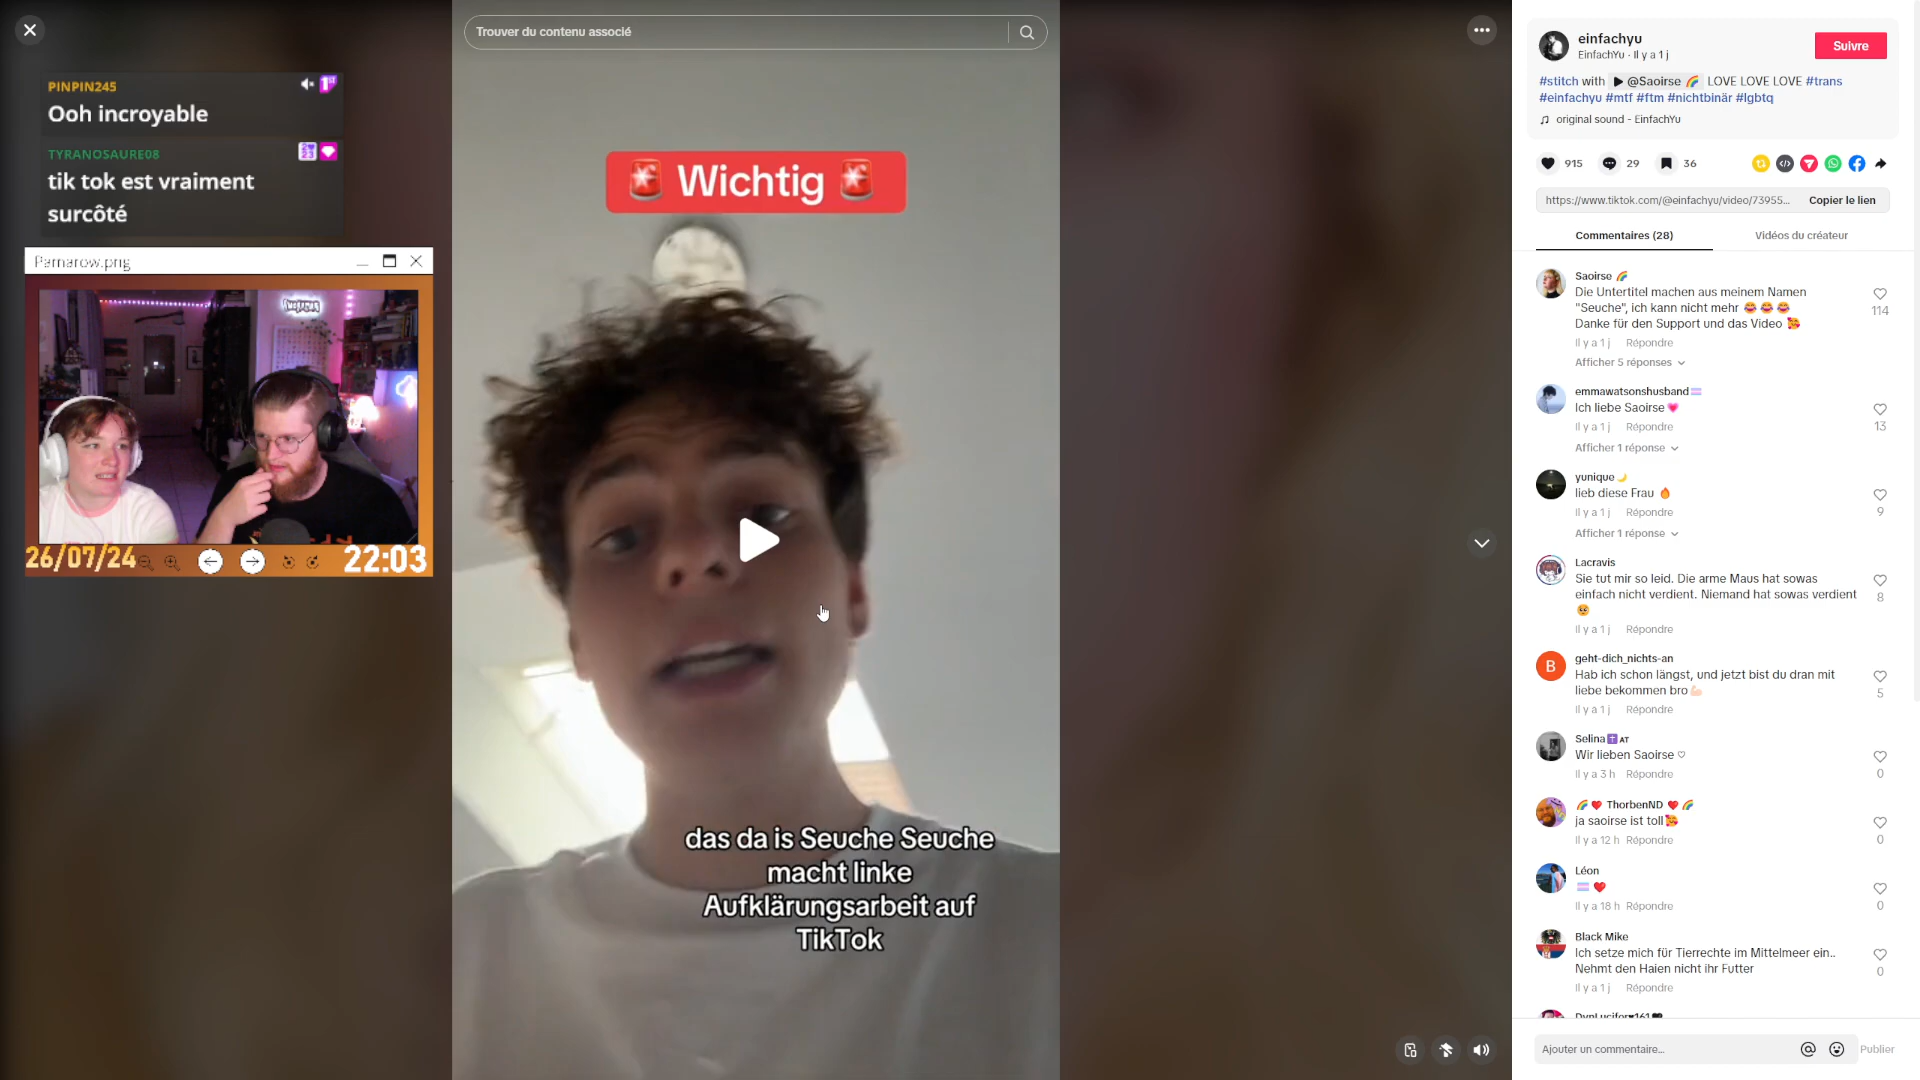 Trouver du contenu associé
PINPIN245
Ooh incroyable
TYRANOSAURE08
tik tok est vraiment
surcôté
Pamarow.png
26/07/24
22:03
Wichtig
das da is Seuche Seuche
macht linke
Aufklärungsarbeit auf
TikTok
einfachyu
EinfachYu · Il y a 1 j
Suivre
#stitch with @Saoirse 🌈 LOVE LOVE LOVE #trans
#einfachyu #mtf #ftm #nichtbinär #lgbtq
original sound - EinfachYu
915
29
36
https://www.tiktok.com/@einfachyu/video/73955...
Copier le lien
Commentaires (28)
Vidéos du créateur
Saoirse 🌈
Die Untertitel machen aus meinem Namen
"Seuche", ich kann nicht mehr 😂 😂 😂
Danke für den Support und das Video 🥰
114
Il y a 1 j Répondre
Afficher 5 réponses
emmawatsonshusband
Ich liebe Saoirse 💗
13
Il y a 1 j Répondre
Afficher 1 réponse
yunique 🌙
lieb diese Frau 🔥
9
Il y a 1 j Répondre
Afficher 1 réponse
Lacravis
Sie tut mir so leid. Die arme Maus hat sowas
einfach nicht verdient. Niemand hat sowas verdient
🥺
8
Il y a 1 j Répondre
B
geht-dich_nichts-an
Hab ich schon längst, und jetzt bist du dran mit
liebe bekommen bro💪🏻
5
Il y a 1 j Répondre
Selina✝️ ᴀᴛ
Wir lieben Saoirse ♡
0
Il y a 3 h Répondre
🌈 ❤️ ThorbenND ❤️ 🌈
ja saoirse ist toll🥰
0
Il y a 12 h Répondre
Léon
❤️
0
Il y a 18 h Répondre
Black Mike
Ich setze mich für Tierrechte im Mittelmeer ein..
Nehmt den Haien nicht ihr Futter
0
Il y a 1 j Répondre
Ajouter un commentaire...
Publier